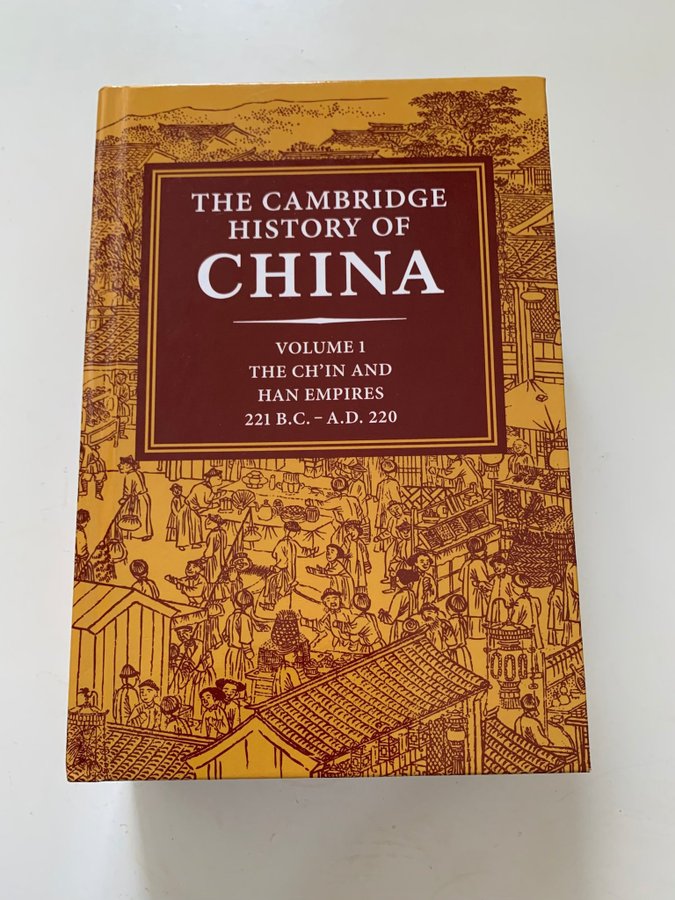 THE CAMBRIDGE
HISTORY OF
CHINA
VOLUME 1
THE CH'IN AND
HAN EMPIRES
221 B.C. – A.D. 220